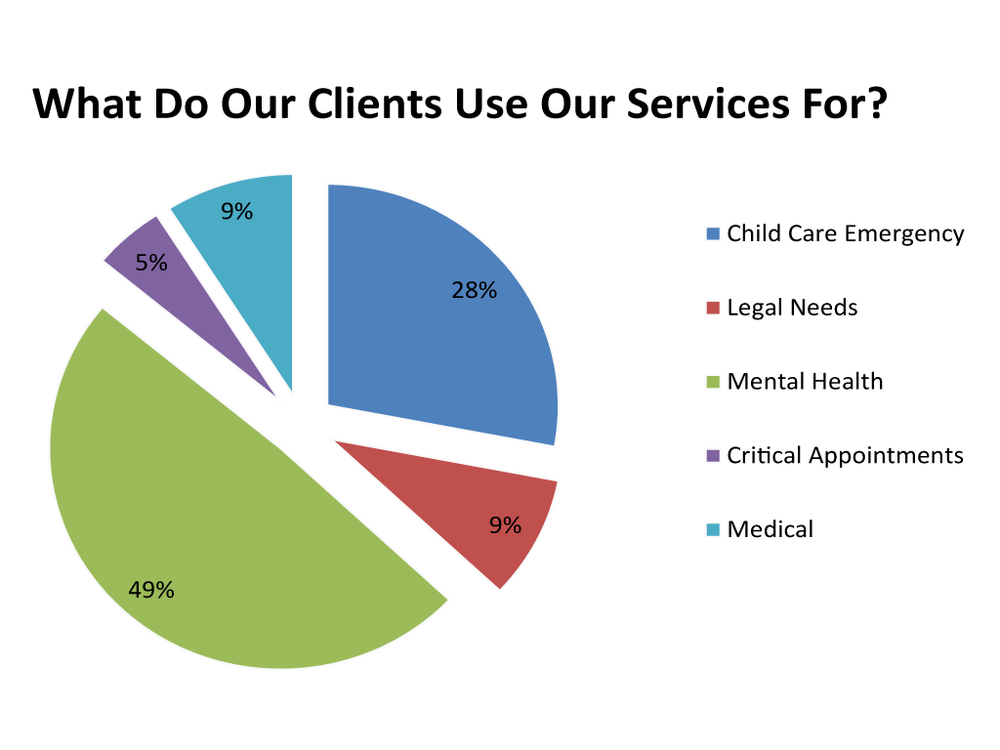 What Do Our Clients Use Our Services For?
9%
5%
28%
9%
49%
Child Care Emergency
Legal Needs
Mental Health
Critical Appointments
Medical